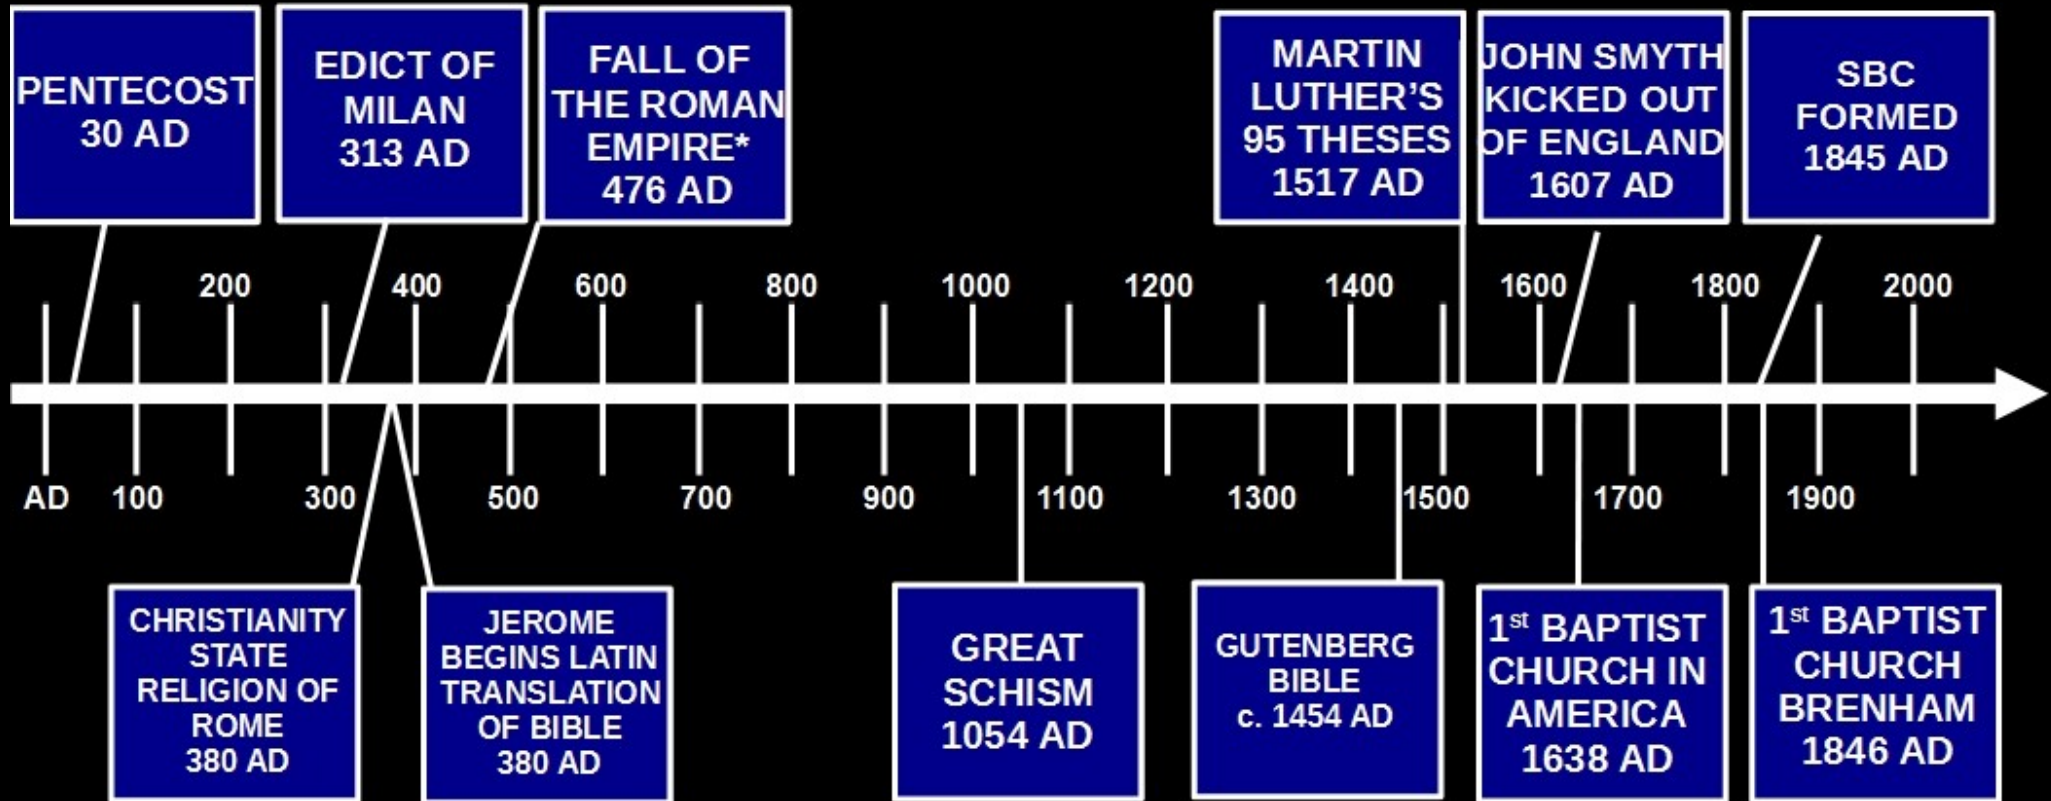 PENTECOST
30 AD
EDICT OF
MILAN
313 AD
FALL OF
THE ROMAN
EMPIRE*
476 AD
MARTIN
LUTHER’S
95 THESES
1517 AD
JOHN SMYTH
KICKED OUT
OF ENGLAND
1607 AD
SBC
FORMED
1845 AD
200 400 600 800 1000 1200 1400 1600 1800 2000
AD 100 300 500 700 900 1100 1300 1500 1700 1900
CHRISTIANITY
STATE
RELIGION OF
ROME
380 AD
JEROME
BEGINS LATIN
TRANSLATION
OF BIBLE
380 AD
GREAT
SCHISM
1054 AD
GUTENBERG
BIBLE
c. 1454 AD
1st BAPTIST
CHURCH IN
AMERICA
1638 AD
1st BAPTIST
CHURCH
BRENHAM
1846 AD